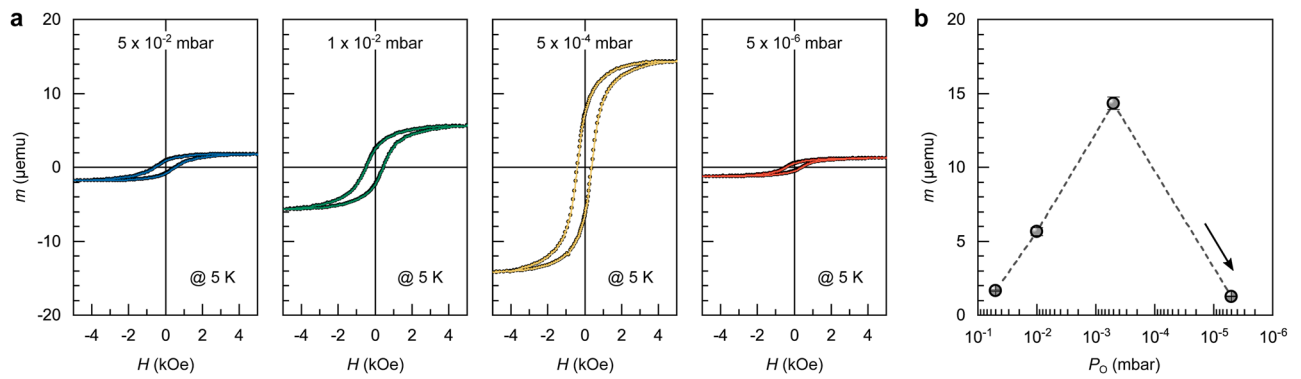 a
b
5 x 10-2 mbar
1 x 10-2 mbar
5 x 10-4 mbar
5 x 10-6 mbar
20
10
0
-10
-20
m (μemu)
@ 5 K
@ 5 K
@ 5 K
@ 5 K
-4 -2 0 2 4
-4 -2 0 2 4
-4 -2 0 2 4
-4 -2 0 2 4
H (kOe)
H (kOe)
H (kOe)
H (kOe)
20
15
10
5
0
m (μemu)
10-1 10-2 10-3 10-4 10-5 10-6
PO (mbar)